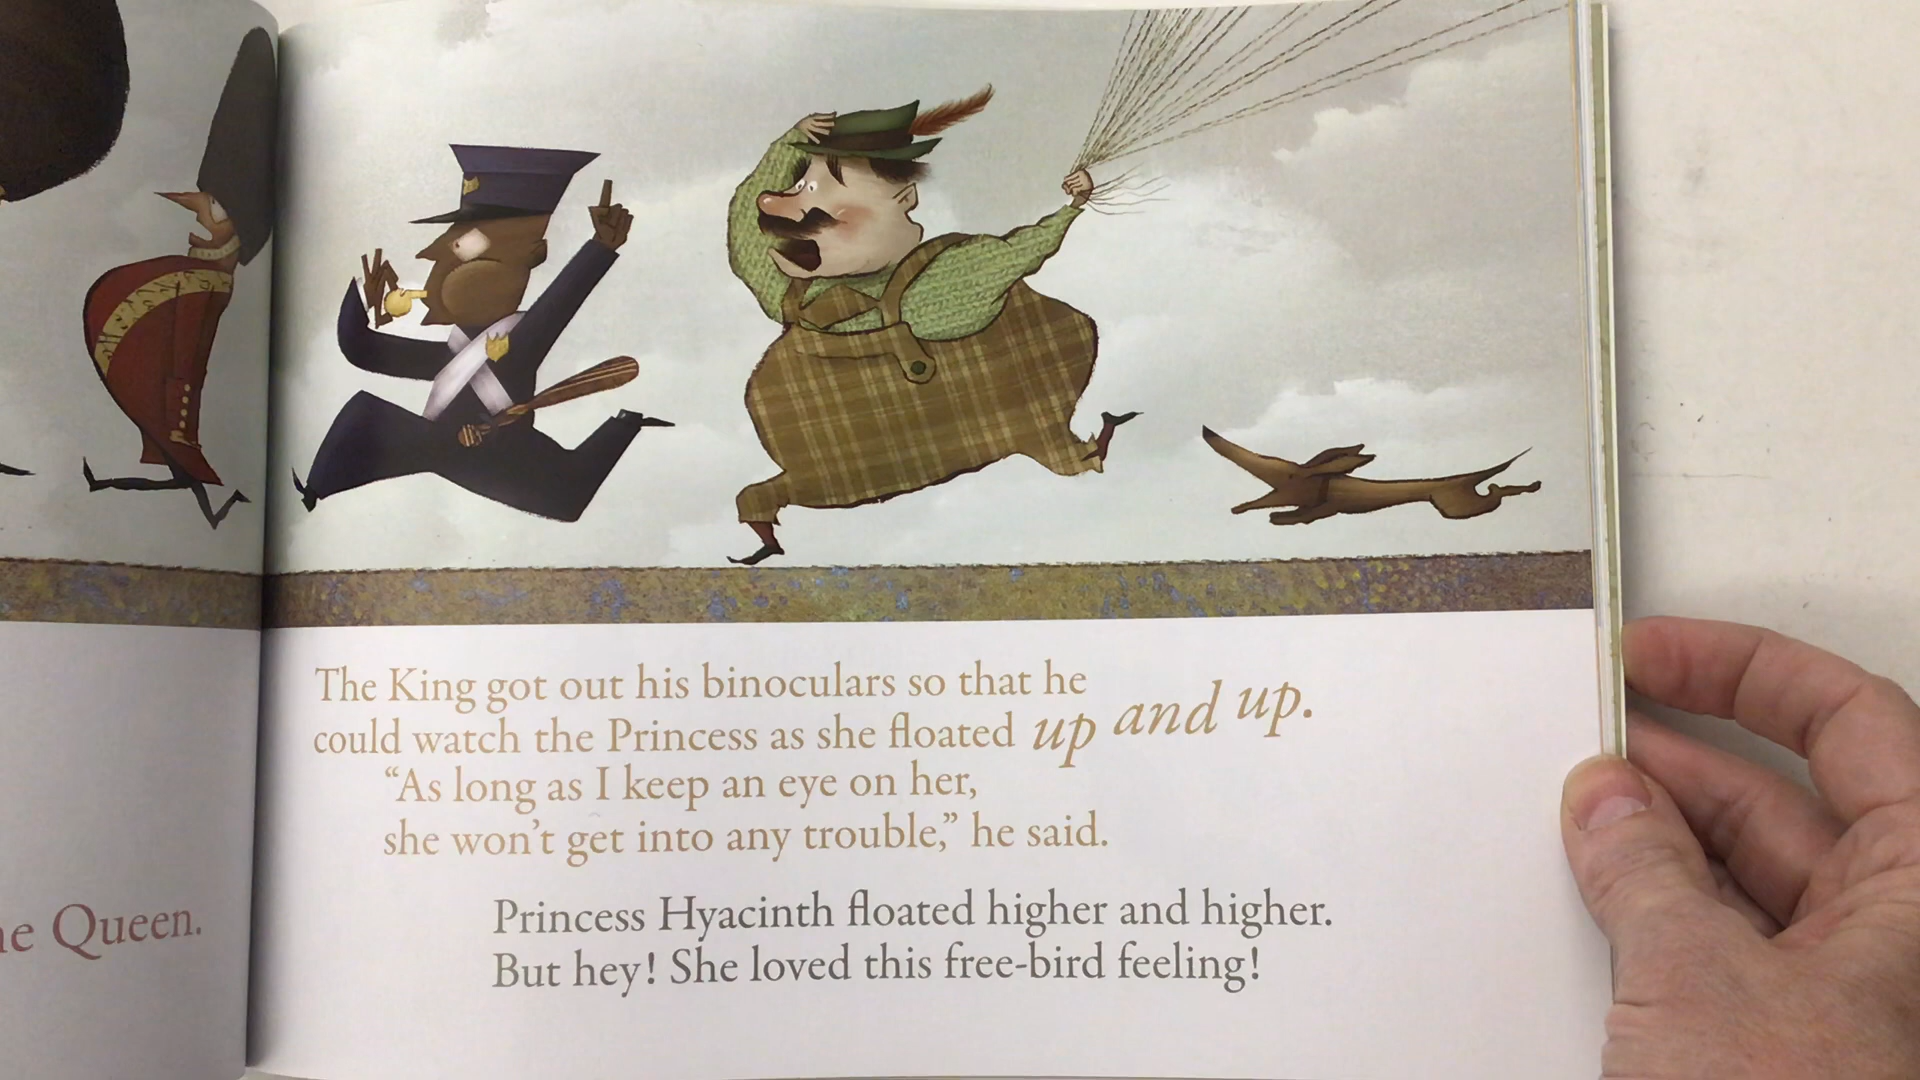 Queen.
The King got out his binoculars so that he
could watch the Princess as she floated up and up.
“As long as I keep an eye on her,
she won’t get into any trouble,” he said.
Princess Hyacinth floated higher and higher.
But hey! She loved this free-bird feeling!